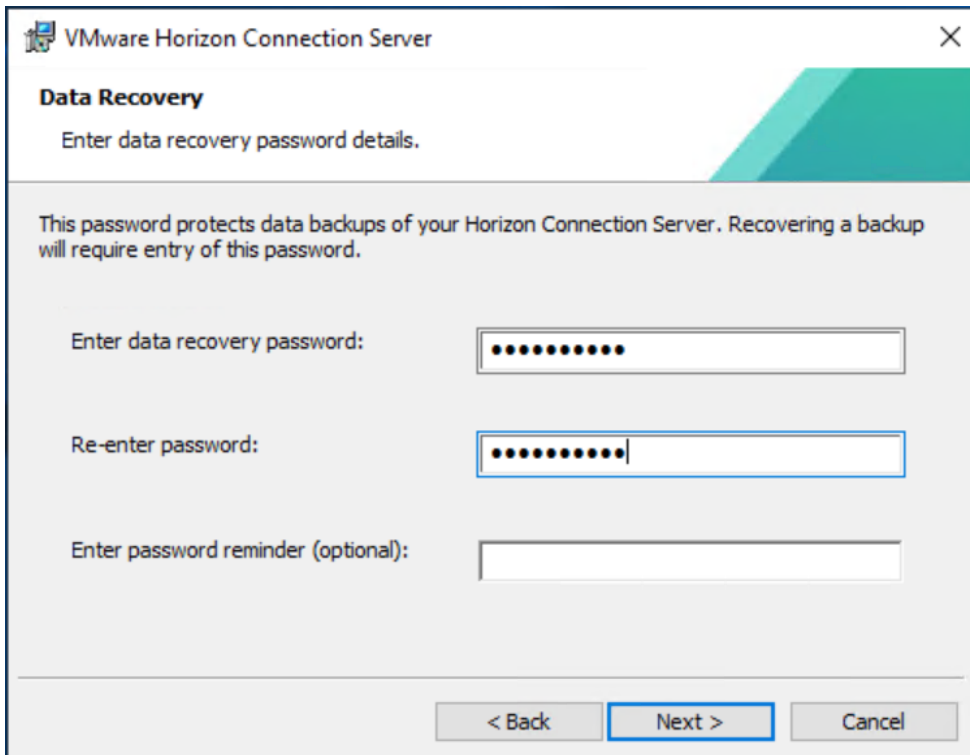 VMware Horizon Connection Server
Data Recovery
Enter data recovery password details.
This password protects data backups of your Horizon Connection Server. Recovering a backup
will require entry of this password.
Enter data recovery password:
●●●●●●●●●●
Re-enter password:
●●●●●●●●●●
Enter password reminder (optional):
< Back
Next >
Cancel